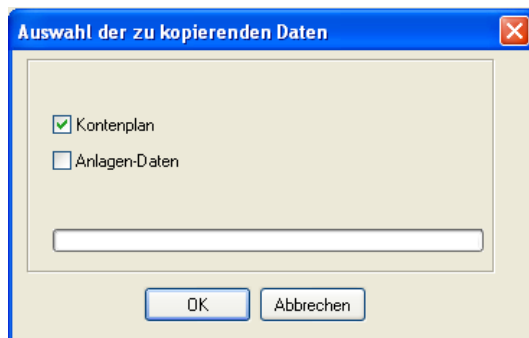 Auswahl der zu kopierenden Daten
Kontenplan
Anlagen-Daten
OK Abbrechen